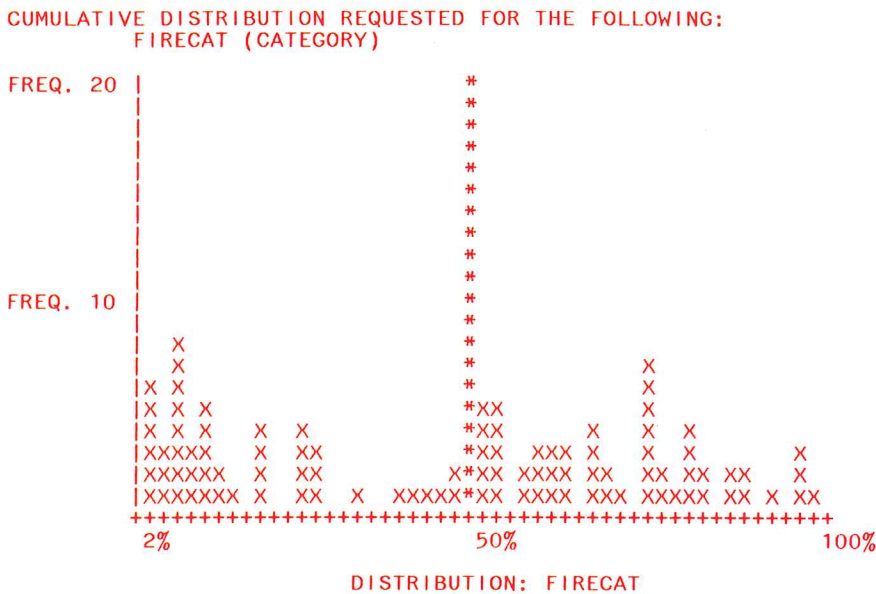 CUMULATIVE DISTRIBUTION REQUESTED FOR THE FOLLOWING:
FIRECAT (CATEGORY)
FREQ. 20
FREQ. 10
2% 50% 100%
DISTRIBUTION: FIRECAT